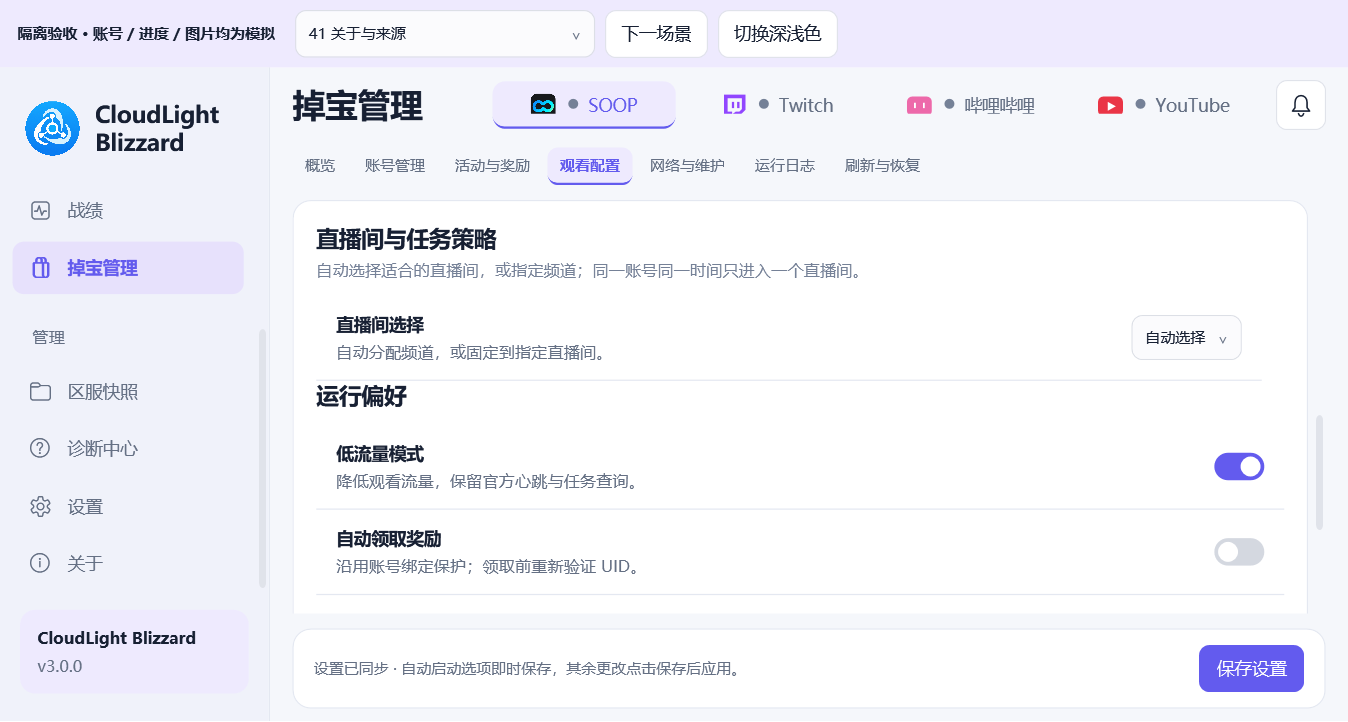 隔离验收 • 账号 / 进度 / 图片均为模拟
41 关于与来源
下一场景
切换深浅色
CloudLight
Blizzard
战绩
掉宝管理
管理
区服快照
诊断中心
设置
关于
CloudLight Blizzard
v3.0.0
掉宝管理
SOOP
Twitch
哔哩哔哩
YouTube
概览
账号管理
活动与奖励
观看配置
网络与维护
运行日志
刷新与恢复
直播间与任务策略
自动选择适合的直播间，或指定频道；同一账号同一时间只进入一个直播间。
直播间选择
自动分配频道，或固定到指定直播间。
自动选择
运行偏好
低流量模式
降低观看流量，保留官方心跳与任务查询。
自动领取奖励
沿用账号绑定保护；领取前重新验证 UID。
设置已同步 · 自动启动选项即时保存，其余更改点击保存后应用。
保存设置